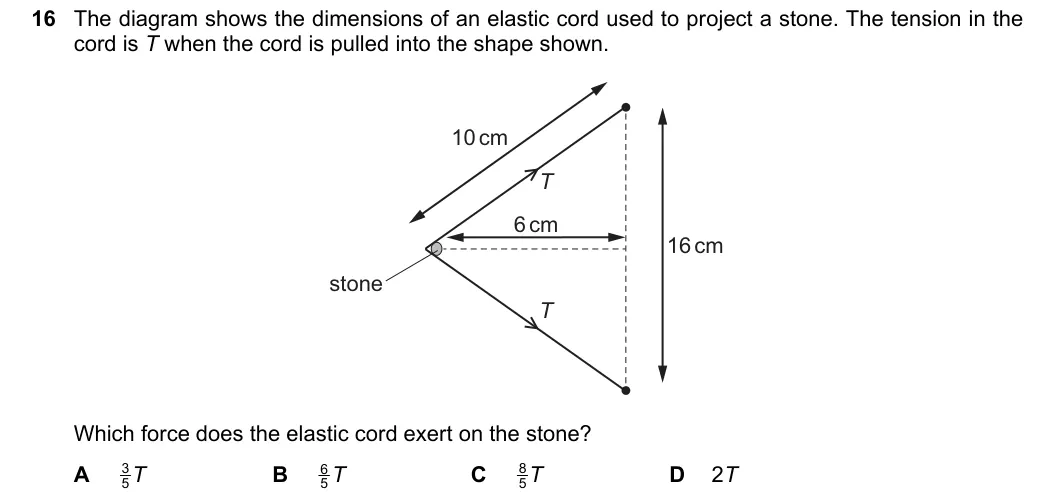 16 The diagram shows the dimensions of an elastic cord used to project a stone. The tension in the
cord is T when the cord is pulled into the shape shown.
10 cm
T
6 cm
16 cm
stone
T
Which force does the elastic cord exert on the stone?
A 3/5 T B 6/5 T C 8/5 T D 2T